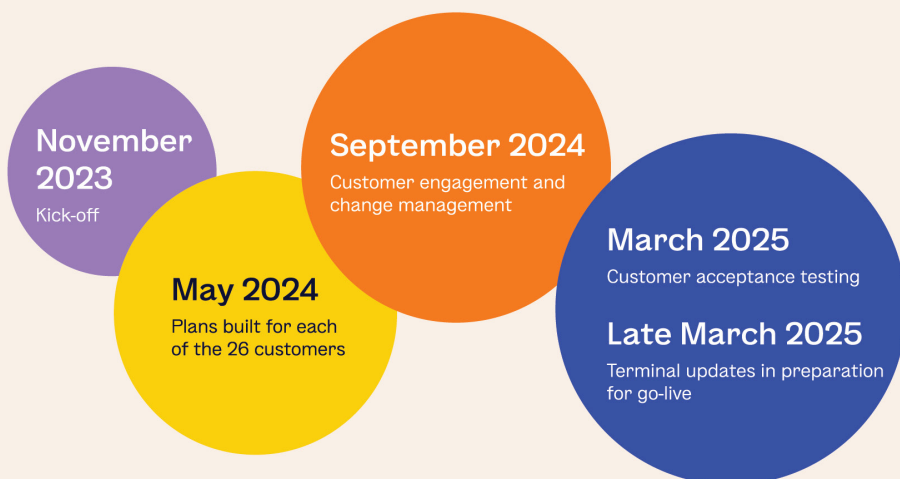 November
2023
Kick-off
May 2024
Plans built for each
of the 26 customers
September 2024
Customer engagement and
change management
March 2025
Customer acceptance testing
Late March 2025
Terminal updates in preparation
for go-live